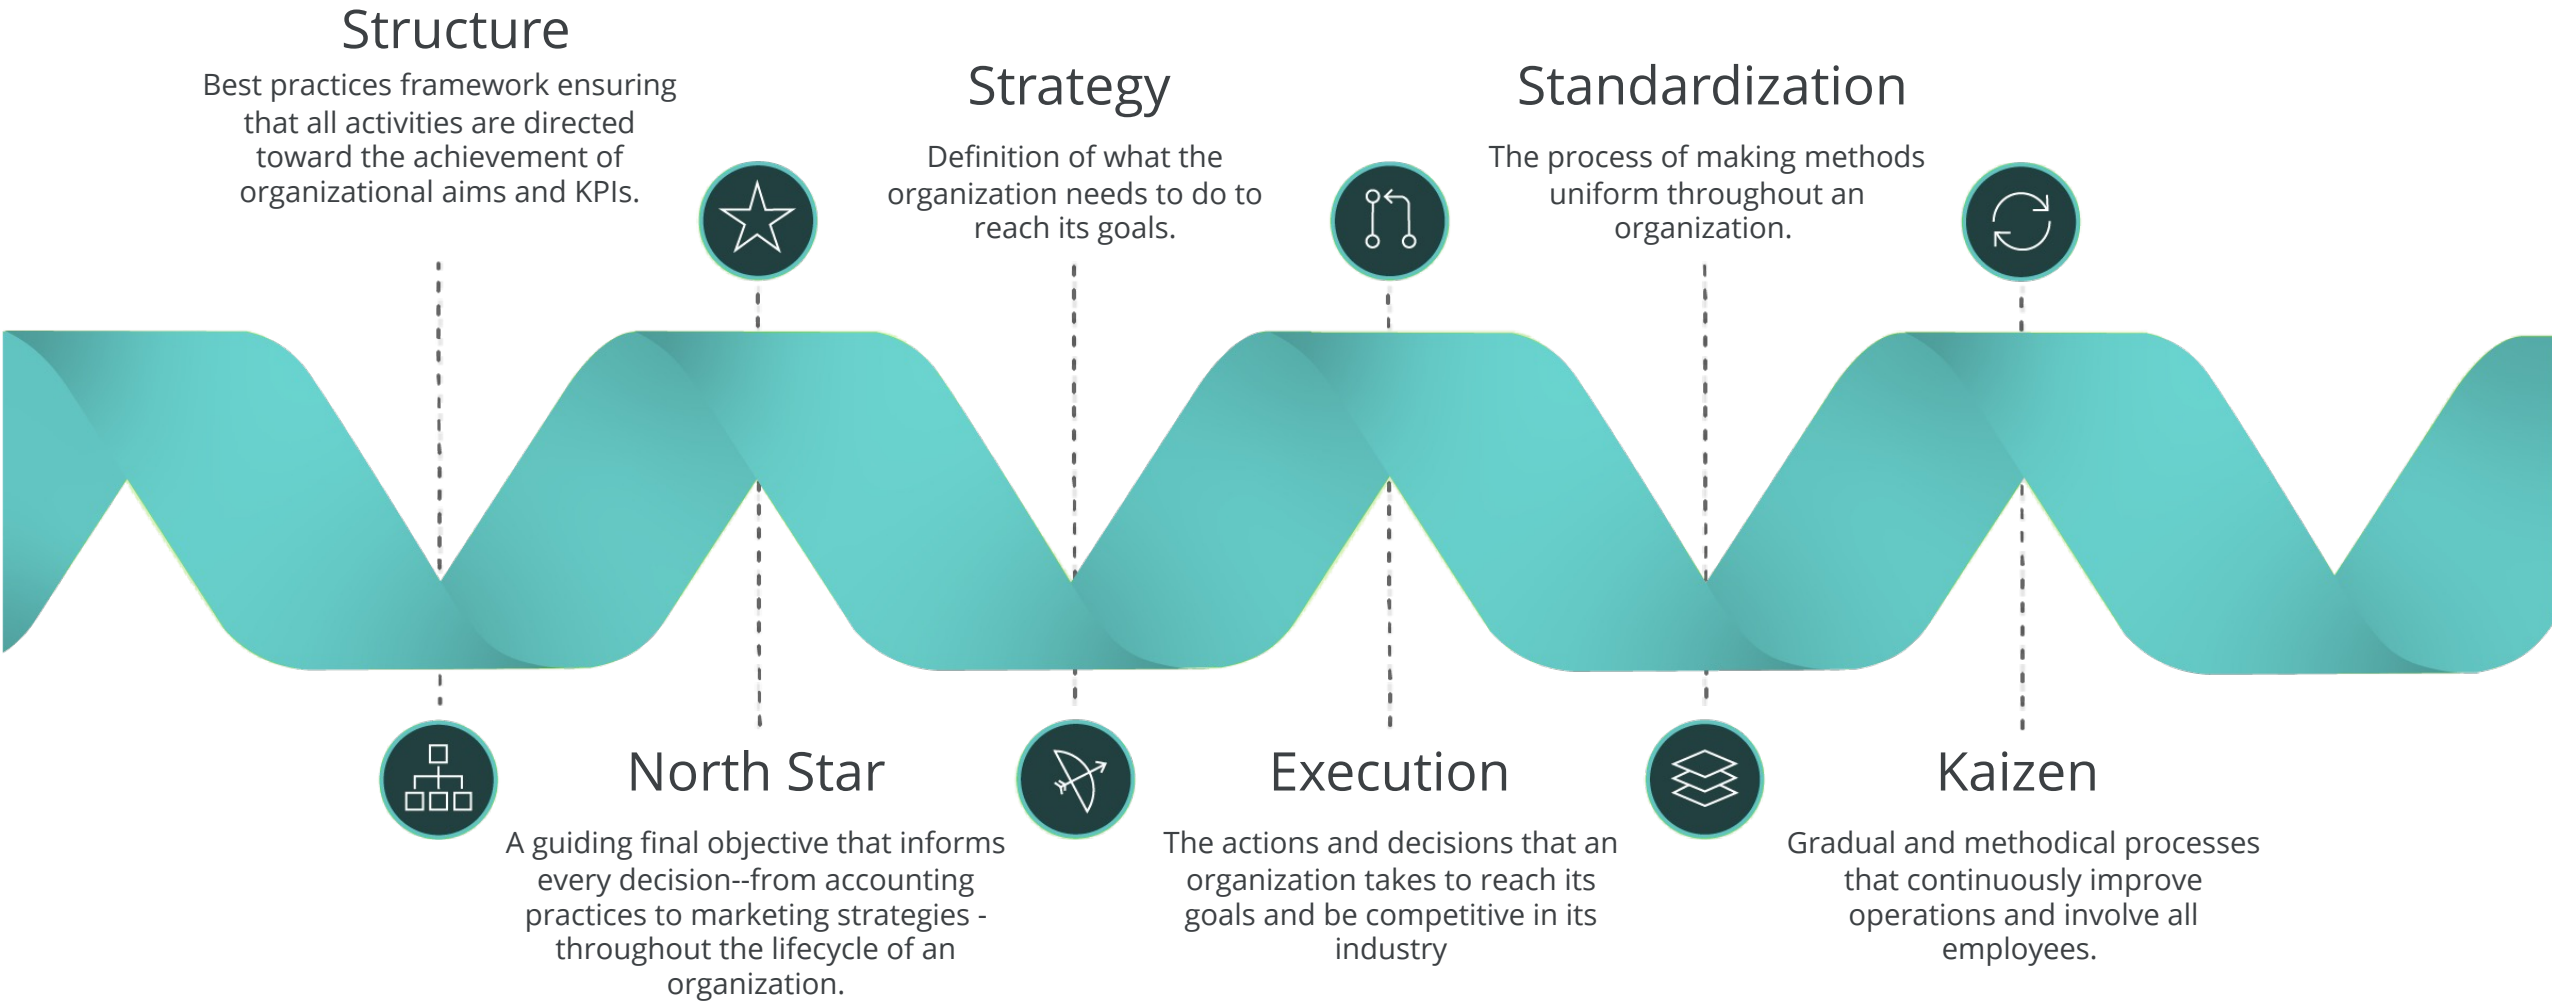 Structure
Best practices framework ensuring
that all activities are directed
toward the achievement of
organizational aims and KPIs.
North Star
A guiding final objective that informs
every decision--from accounting
practices to marketing strategies -
throughout the lifecycle of an
organization.
Strategy
Definition of what the
organization needs to do to
reach its goals.
Execution
The actions and decisions that an
organization takes to reach its
goals and be competitive in its
industry
Standardization
The process of making methods
uniform throughout an
organization.
Kaizen
Gradual and methodical processes
that continuously improve
operations and involve all
employees.